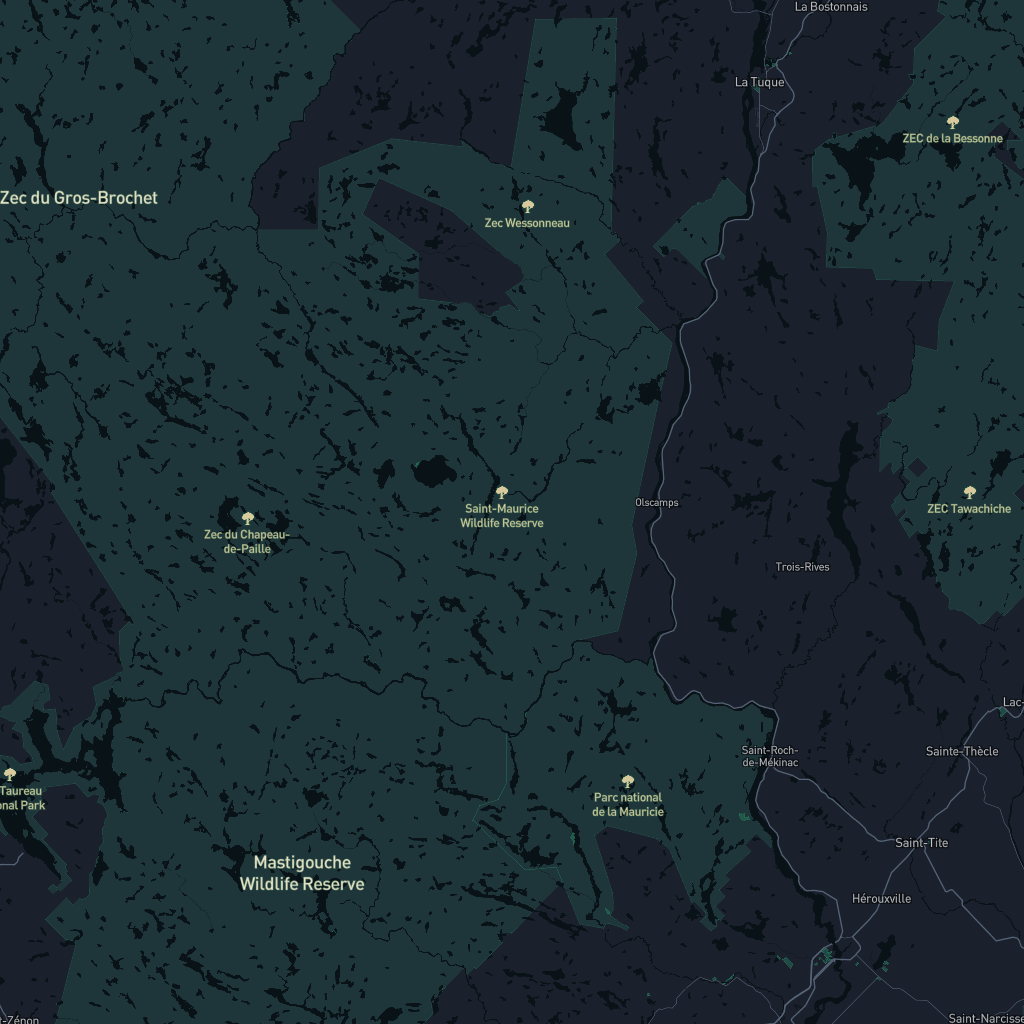 La Bostonnais
La Tuque
ZEC de la Bessonne
Zec du Gros-Brochet
Zec Wessonneau
Saint-Maurice
Wildlife Reserve
Olscamps
ZEC Tawachiche
Zec du Chapeau-
de-Paille
Trois-Rives
Lac-
Saint-Roch-
de-Mékinac
Sainte-Thècle
Taureau
onal Park
Parc national
de la Mauricie
Saint-Tite
Mastigouche
Wildlife Reserve
Hérouxville
t-Zénon
Saint-Narcisse